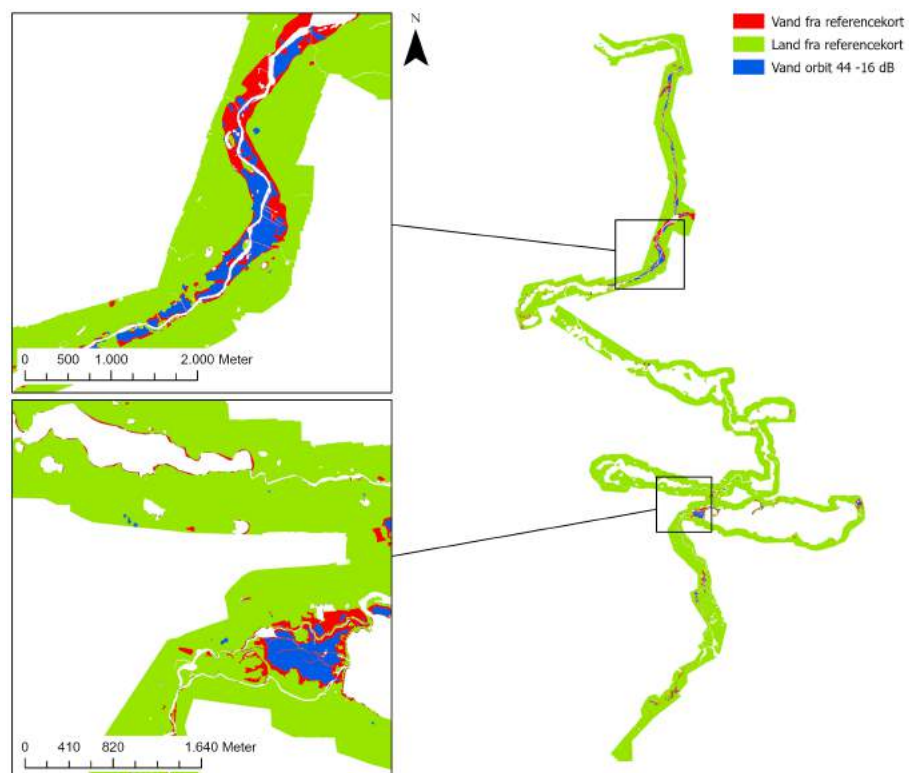 N
Vand fra referencekort
Land fra referencekort
Vand orbit 44 -16 dB
0 500 1.000 2.000 Meter
0 410 820 1.640 Meter